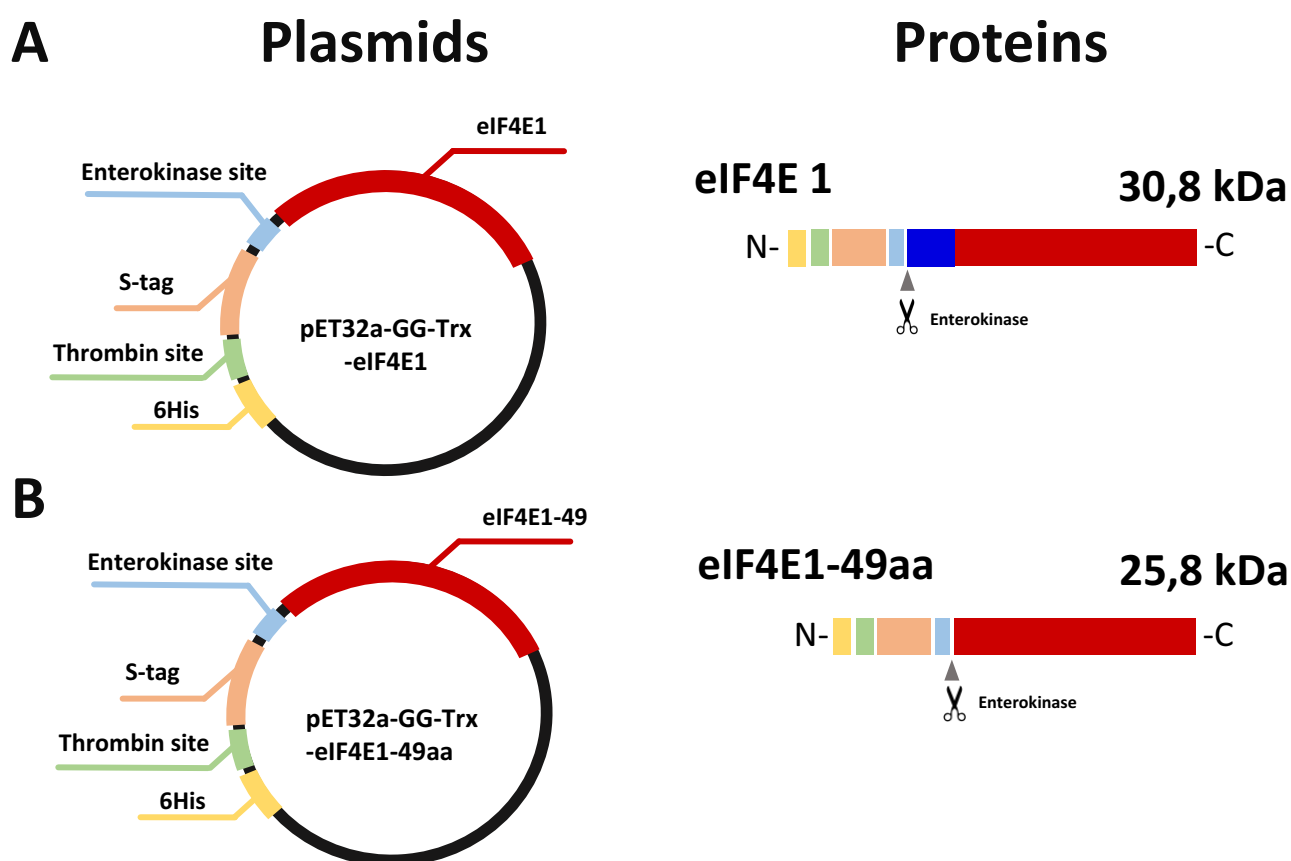 A
Plasmids
Proteins
eIF4E1
Enterokinase site
S-tag
Thrombin site
6His
pET32a-GG-Trx
-eIF4E1
eIF4E 1
30,8 kDa
N-
-C
Enterokinase
B
eIF4E1-49
Enterokinase site
S-tag
Thrombin site
6His
pET32a-GG-Trx
-eIF4E1-49aa
eIF4E1-49aa
25,8 kDa
N-
-C
Enterokinase